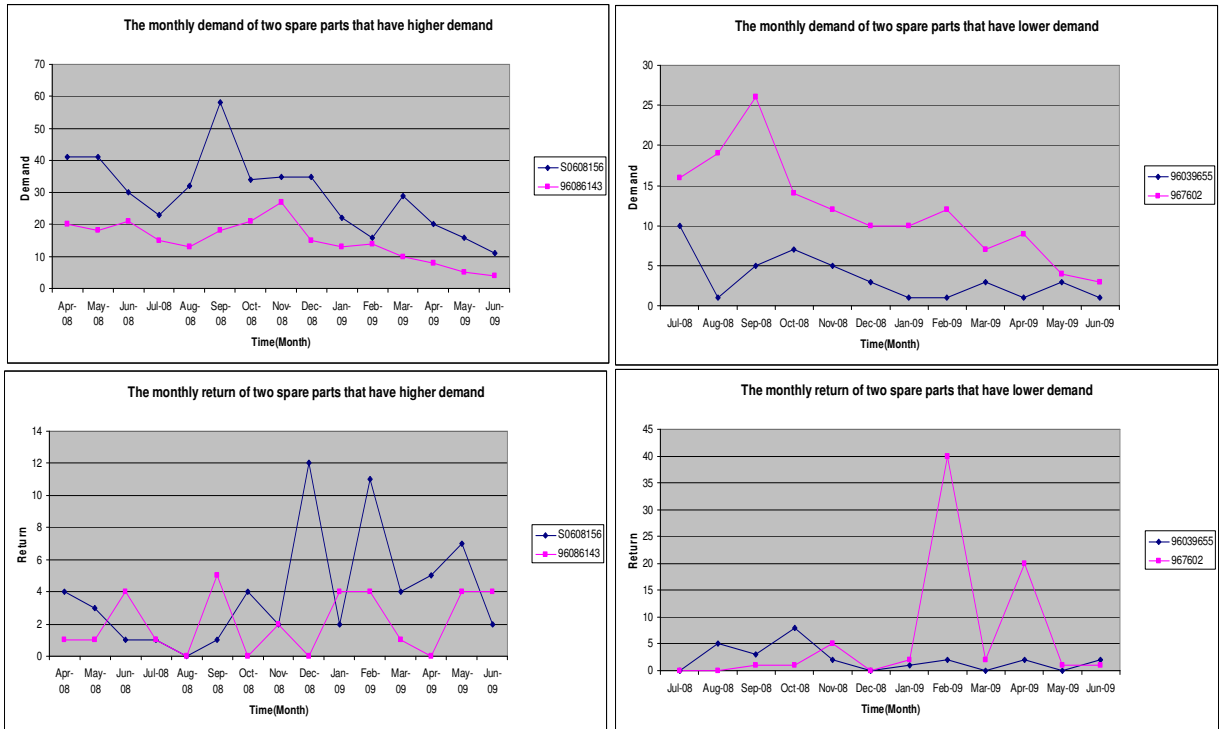 The monthly demand of two spare parts that have higher demand
70
60
50
40
30
20
10
0
Demand
Apr-08 May-08 Jun-08 Jul-08 Aug-08 Sep-08 Oct-08 Nov-08 Dec-08 Jan-09 Feb-09 Mar-09 Apr-09 May-09 Jun-09
Time(Month)
S0608156
96086143
The monthly demand of two spare parts that have lower demand
30
25
20
15
10
5
0
Demand
Jul-08 Aug-08 Sep-08 Oct-08 Nov-08 Dec-08 Jan-09 Feb-09 Mar-09 Apr-09 May-09 Jun-09
Time(Month)
96039655
967602
The monthly return of two spare parts that have higher demand
14
12
10
8
6
4
2
0
Return
Apr-08 May-08 Jun-08 Jul-08 Aug-08 Sep-08 Oct-08 Nov-08 Dec-08 Jan-09 Feb-09 Mar-09 Apr-09 May-09 Jun-09
Time(Month)
S0608156
96086143
The monthly return of two spare parts that have lower demand
45
40
35
30
25
20
15
10
5
0
Return
Jul-08 Aug-08 Sep-08 Oct-08 Nov-08 Dec-08 Jan-09 Feb-09 Mar-09 Apr-09 May-09 Jun-09
Time(Month)
96039655
967602